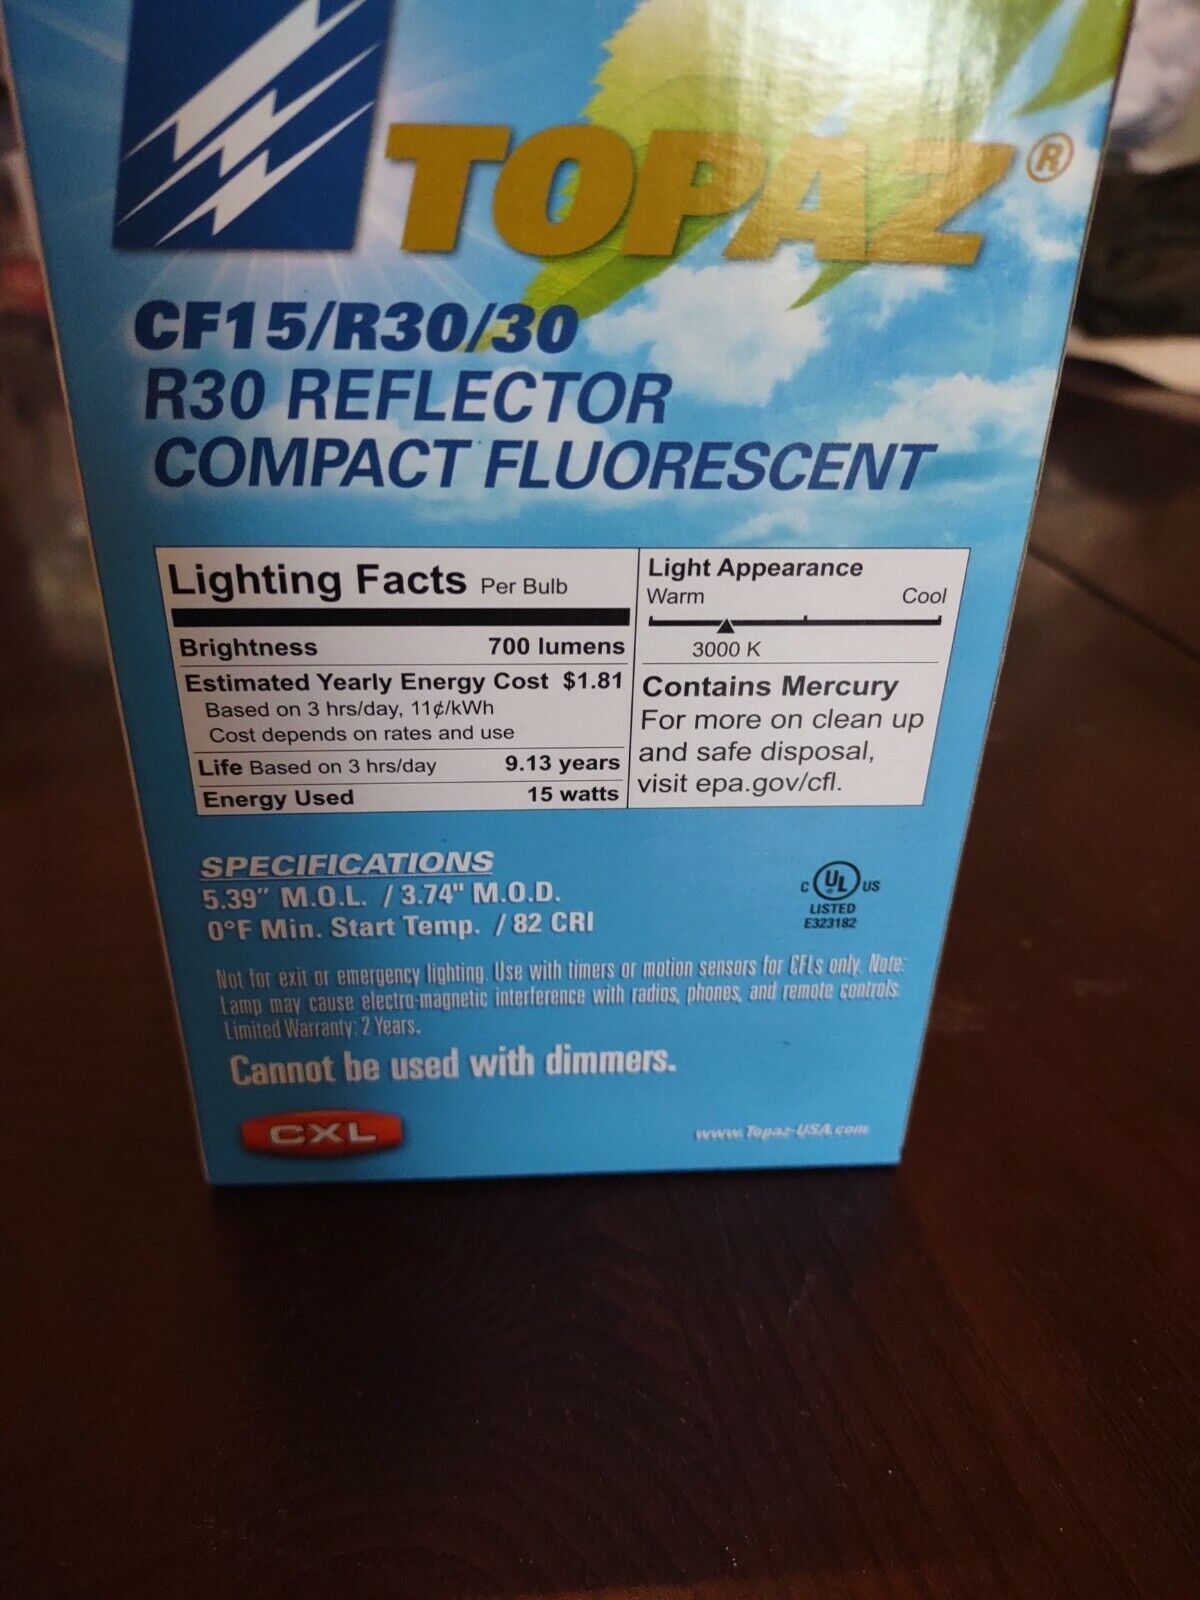 TOPAZ®
CF15/R30/30
R30 REFLECTOR
COMPACT FLUORESCENT
Lighting Facts Per Bulb
Brightness 700 lumens
Estimated Yearly Energy Cost $1.81
Based on 3 hrs/day, 11¢/kWh
Cost depends on rates and use
Life Based on 3 hrs/day 9.13 years
Energy Used 15 watts
Light Appearance
Warm Cool
3000 K
Contains Mercury
For more on clean up
and safe disposal,
visit epa.gov/cfl.
SPECIFICATIONS
5.39" M.O.L. / 3.74" M.O.D.
0°F Min. Start Temp. / 82 CRI
C UL® US
LISTED
E323182
Not for exit or emergency lighting. Use with timers or motion sensors for CFLs only. Note:
Lamp may cause electro-magnetic interference with radios, phones, and remote controls.
Limited Warranty: 2 Years.
Cannot be used with dimmers.
CXL
www.Topaz-USA.com